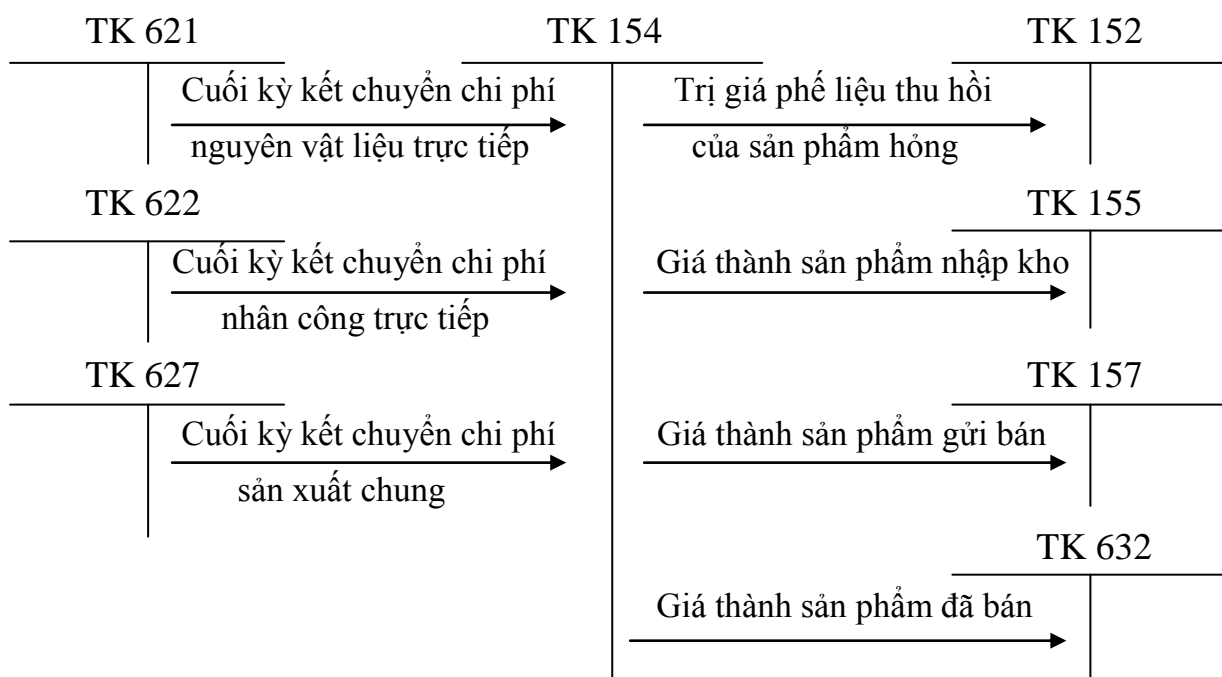 TK 621
TK 154
TK 152
Cuối kỳ kết chuyển chi phí
nguyên vật liệu trực tiếp
Trị giá phế liệu thu hồi
của sản phẩm hỏng
TK 622
TK 155
Cuối kỳ kết chuyển chi phí
nhân công trực tiếp
Giá thành sản phẩm nhập kho
TK 627
TK 157
Cuối kỳ kết chuyển chi phí
sản xuất chung
Giá thành sản phẩm gửi bán
TK 632
Giá thành sản phẩm đã bán